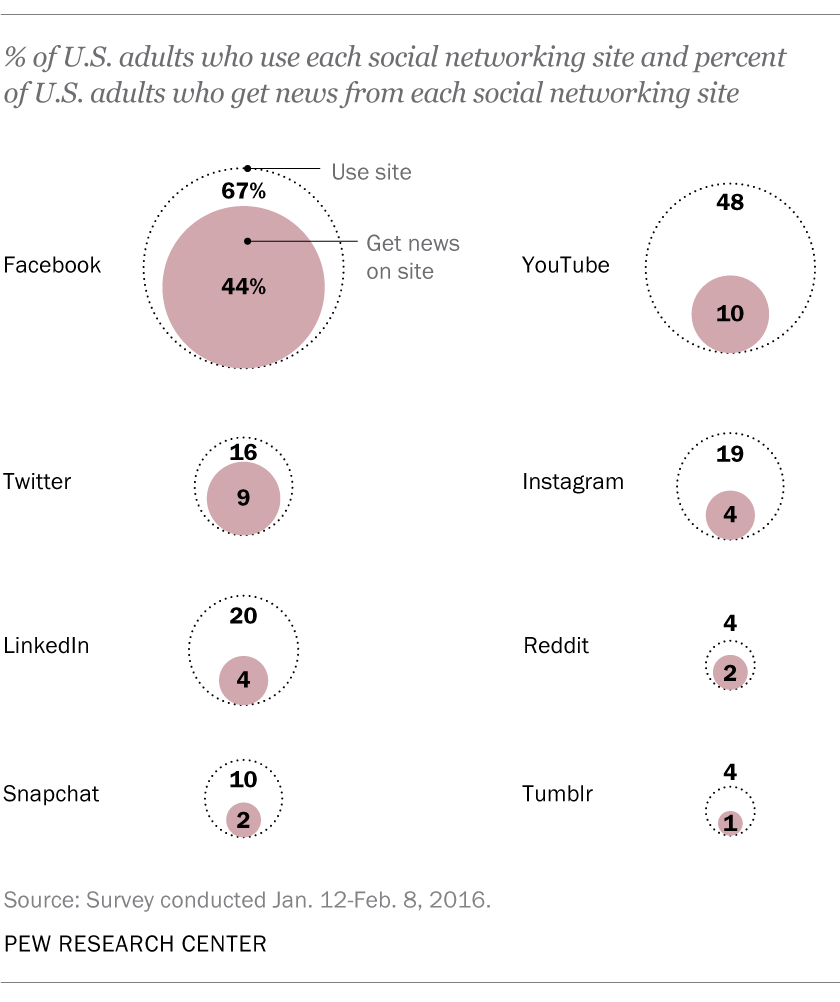 % of U.S. adults who use each social networking site and percent
of U.S. adults who get news from each social networking site
Use site
67%
Get news
on site
Facebook
44%
48
YouTube
10
16
Twitter
9
19
Instagram
4
20
LinkedIn
4
4
Reddit
2
10
Snapchat
2
4
Tumblr
1
Source: Survey conducted Jan. 12-Feb. 8, 2016.
PEW RESEARCH CENTER